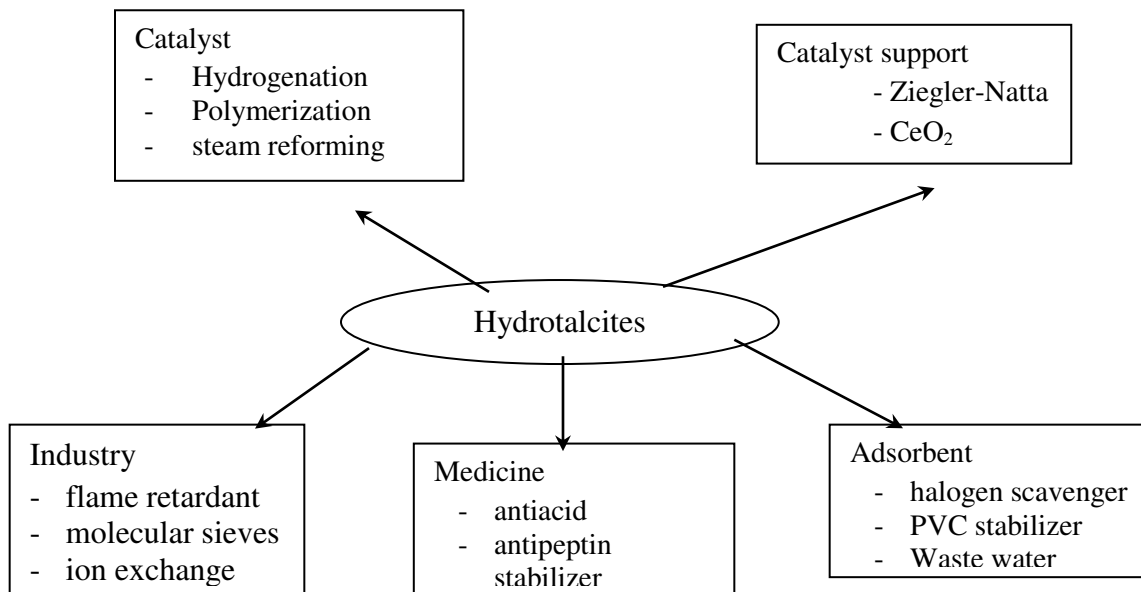 Catalyst
- Hydrogenation
- Polymerization
- steam reforming
Catalyst support
- Ziegler-Natta
- CeO₂
Hydrotalcites
Industry
- flame retardant
- molecular sieves
- ion exchange
Medicine
- antiacid
- antipeptin
stabilizer
Adsorbent
- halogen scavenger
- PVC stabilizer
- Waste water